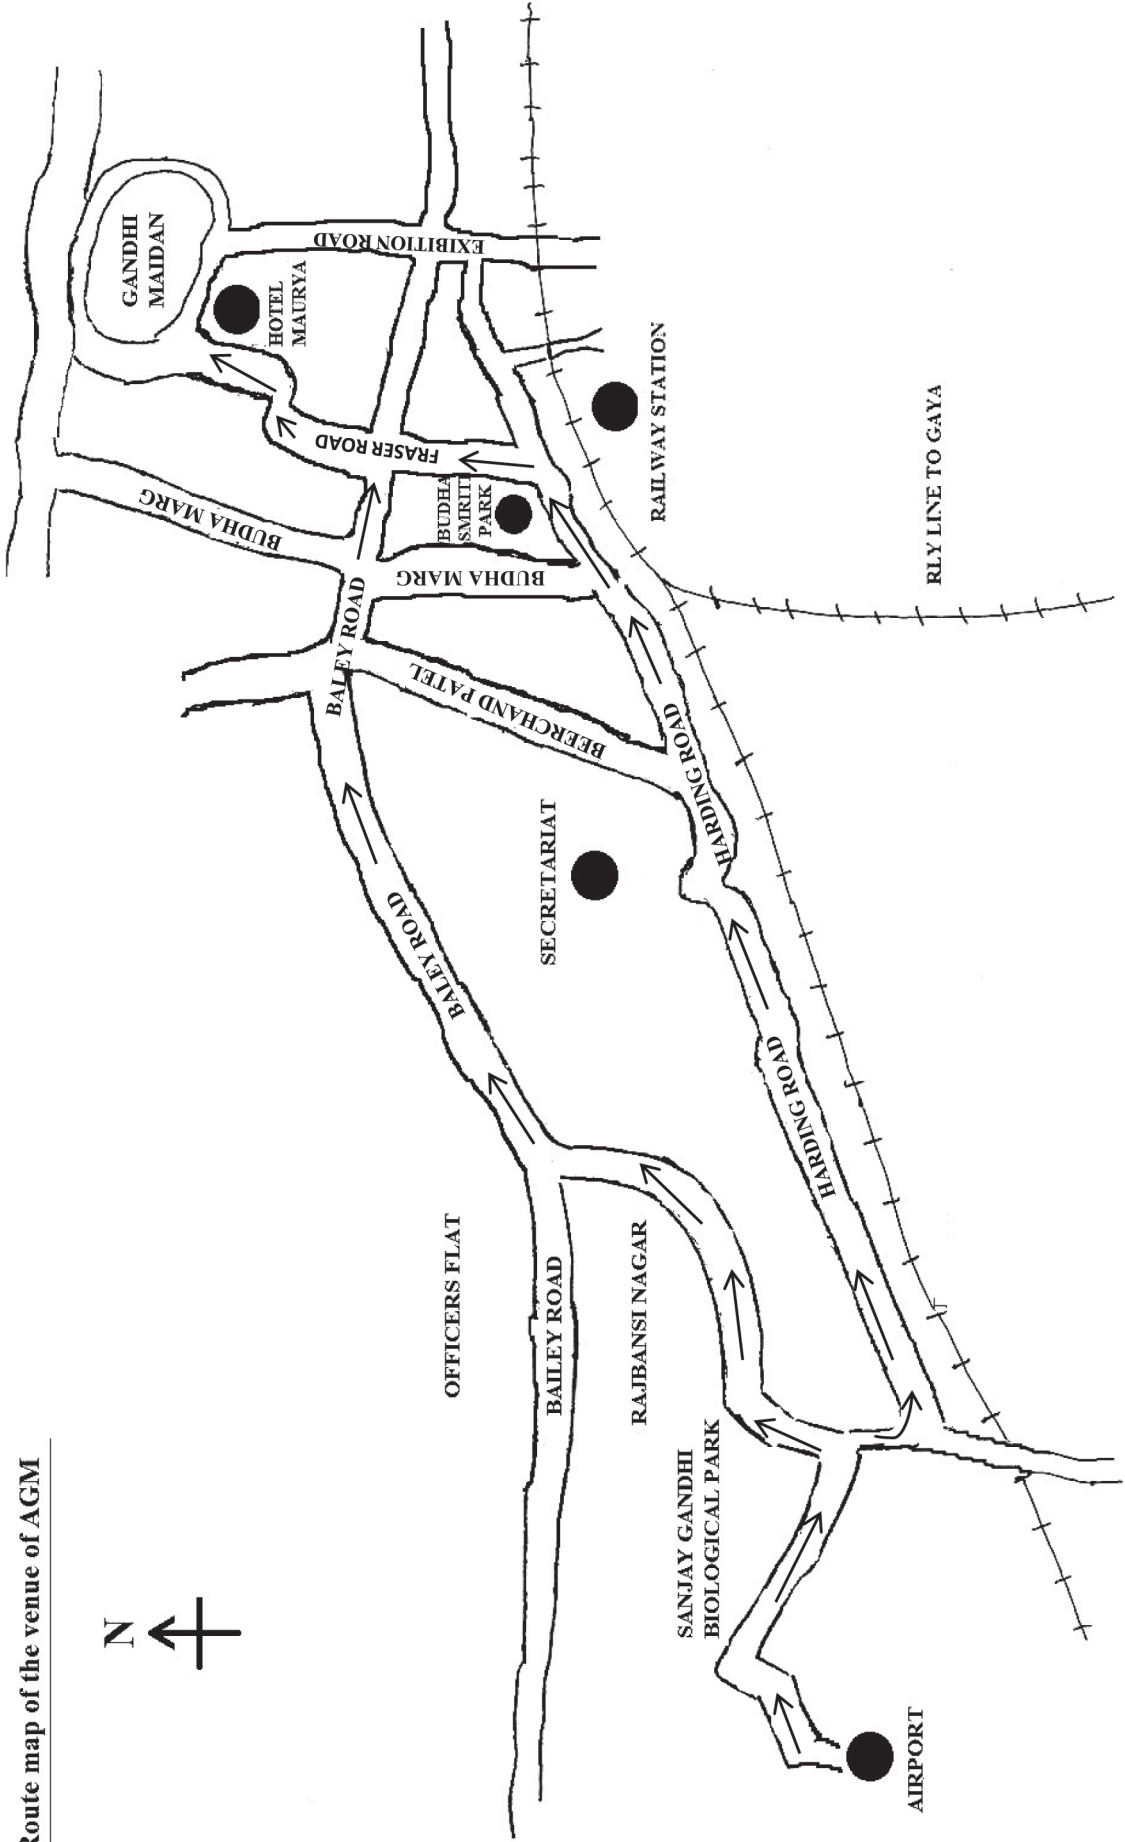 Route map of the venue of AGM
N
GANDHI
MAIDAN
HOTEL
MAURYA
EXIBITION ROAD
FRASER ROAD
BUDHA MARG
BUDHA
SMRITI
PARK
BUDHA MARG
BALEY ROAD
BEERCHAND PATEL
RAILWAY STATION
RLY LINE TO GAYA
HARDING ROAD
SECRETARIAT
BALEY ROAD
HARDING ROAD
OFFICERS FLAT
BAILEY ROAD
RAJBANSI NAGAR
SANJAY GANDHI
BIOLOGICAL PARK
AIRPORT